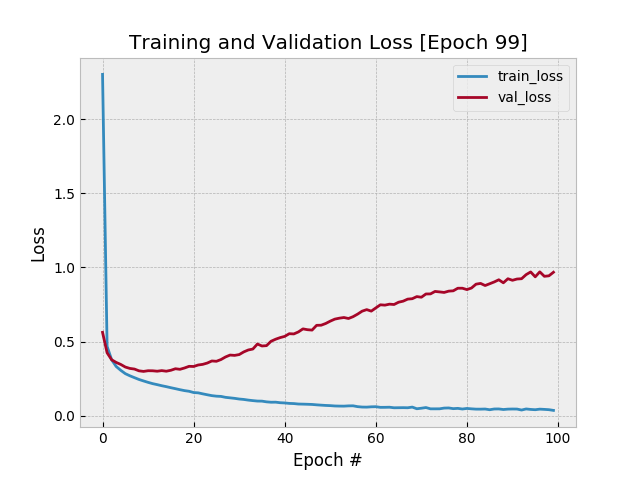 Training and Validation Loss [Epoch 99]
train_loss
val_loss
2.0
1.5
1.0
0.5
0.0
Loss
0 20 40 60 80 100
Epoch #